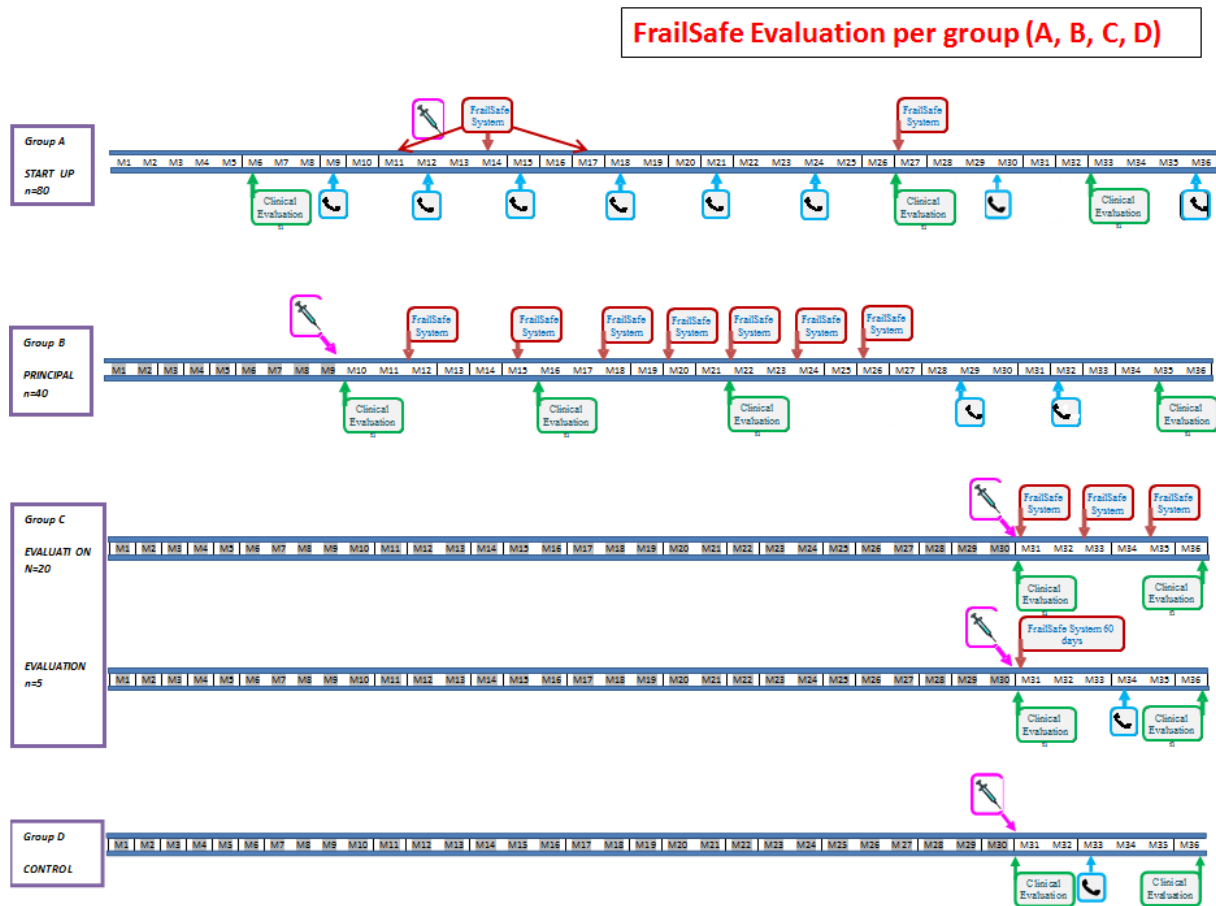 FrailSafe Evaluation per group (A, B, C, D)
Group A
START UP
n=80
FrailSafe
System
FrailSafe
System
M1 M2 M3 M4 M5 M6 M7 M8 M9 M10 M11 M12 M13 M14 M15 M16 M17 M18 M19 M20 M21 M22 M23 M24 M25 M26 M27 M28 M29 M30 M31 M32 M33 M34 M35 M36
Clinical
Evaluation
n
Clinical
Evaluation
n
Clinical
Evaluation
n
Group B
PRINCIPAL
n=40
FrailSafe
System
FrailSafe
System
FrailSafe
System
FrailSafe
System
FrailSafe
System
FrailSafe
System
FrailSafe
System
M1 M2 M3 M4 M5 M6 M7 M8 M9 M10 M11 M12 M13 M14 M15 M16 M17 M18 M19 M20 M21 M22 M23 M24 M25 M26 M27 M28 M29 M30 M31 M32 M33 M34 M35 M36
Clinical
Evaluation
n
Clinical
Evaluation
n
Clinical
Evaluation
n
Clinical
Evaluation
n
Group C
EVALUATI ON
N=20
FrailSafe
System
FrailSafe
System
FrailSafe
System
M1 M2 M3 M4 M5 M6 M7 M8 M9 M10 M11 M12 M13 M14 M15 M16 M17 M18 M19 M20 M21 M22 M23 M24 M25 M26 M27 M28 M29 M30 M31 M32 M33 M34 M35 M36
Clinical
Evaluation
n
Clinical
Evaluation
n
EVALUATION
n=5
FrailSafe System 60
days
M1 M2 M3 M4 M5 M6 M7 M8 M9 M10 M11 M12 M13 M14 M15 M16 M17 M18 M19 M20 M21 M22 M23 M24 M25 M26 M27 M28 M29 M30 M31 M32 M33 M34 M35 M36
Clinical
Evaluation
n
Clinical
Evaluation
n
Group D
CONTROL
M1 M2 M3 M4 M5 M6 M7 M8 M9 M10 M11 M12 M13 M14 M15 M16 M17 M18 M19 M20 M21 M22 M23 M24 M25 M26 M27 M28 M29 M30 M31 M32 M33 M34 M35 M36
Clinical
Evaluation
n
Clinical
Evaluation
n